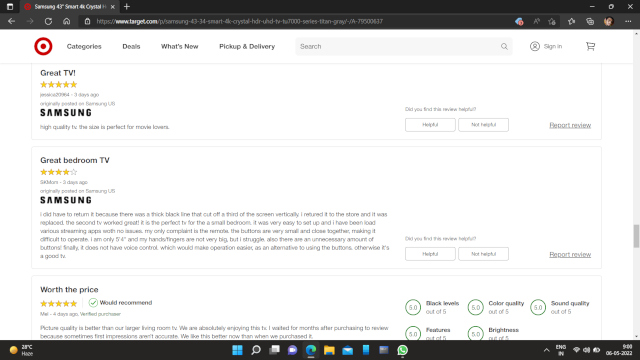 Samsung 43" Smart 4k Crystal H
https://www.target.com/p/samsung-43-34-smart-4k-crystal-hdr-uhd-tv-tu7000-series-titan-gray/-/A-79500637
Categories Deals What's New Pickup & Delivery Search Sign in
Great TV!
jessica20964 - 3 days ago
originally posted on Samsung US
SAMSUNG
high quality tv. the size is perfect for movie lovers.
Did you find this review helpful?
Helpful Not helpful Report review
Great bedroom TV
SKMom - 3 days ago
originally posted on Samsung US
SAMSUNG
i did have to return it because there was a thick black line that cut off a third of the screen vertically. i retured it to the store and it was
replaced. the second tv worked great! it is the perfect tv for the a small bedroom. it was very easy to set up and i have been load
various streaming apps woth no issues. my only complaint is the remote. the buttons are very small and close together, making it
difficult to operate. i am only 5'4" and my hands/fingers are not very big, but i struggle. also there are an unnecessary amount of
buttons! finally, it does not have voice control, which would make operation easier, as an alternative to using the buttons. otherwise it's
a good tv.
Did you find this review helpful?
Helpful Not helpful Report review
Worth the price
Would recommend
Mel - 4 days ago, Verified purchaser
Picture quality is better than our larger living room tv. We are absolutely enjoying this tv. I waited for months after purchasing to review
because sometimes first impressions aren't accurate. We like this better now than when we purchased it.
5.0 Black levels
out of 5
5.0 Color quality
out of 5
5.0 Sound quality
out of 5
5.0 Features
out of 5
5.0 Brightness
out of 5
28°C
Haze
ENG
IN
9:00
06-05-2022